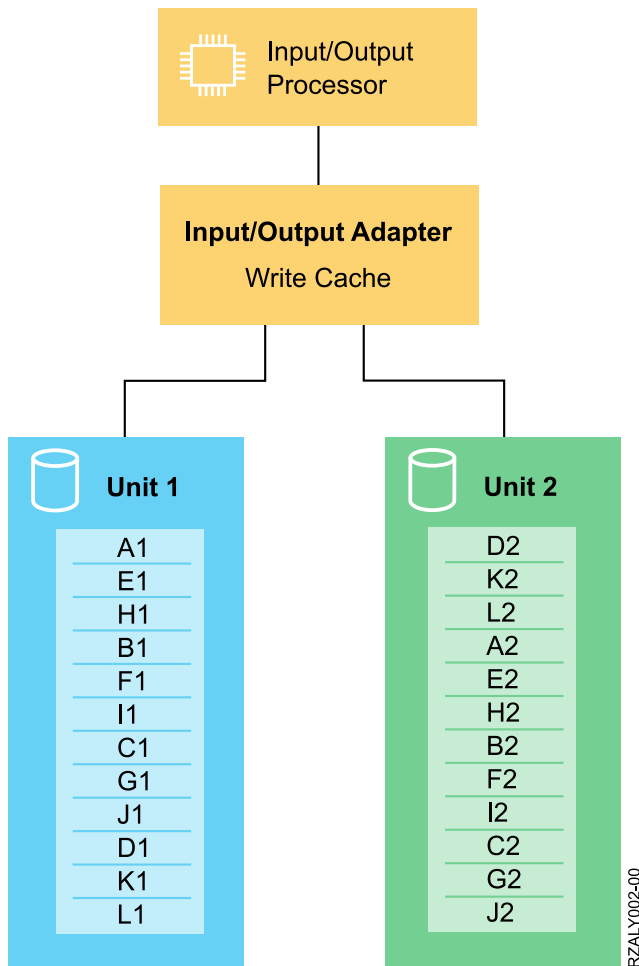 Input/Output
Processor
Input/Output Adapter
Write Cache
Unit 1
A1
E1
H1
B1
F1
I1
C1
G1
J1
D1
K1
L1
Unit 2
D2
K2
L2
A2
E2
H2
B2
F2
I2
C2
G2
J2
RZALY002-00